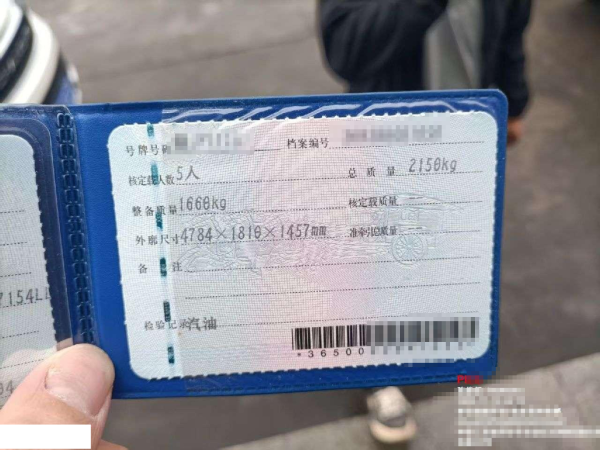 号牌号码
档案编号
核定载人数 5人
总质量 2150kg
整备质量 1660kg
核定载质量 --
外廓尺寸 4784×1810×1457mm
准牵引总质量 --
备注
检验记录 汽油
*36500
7154LL